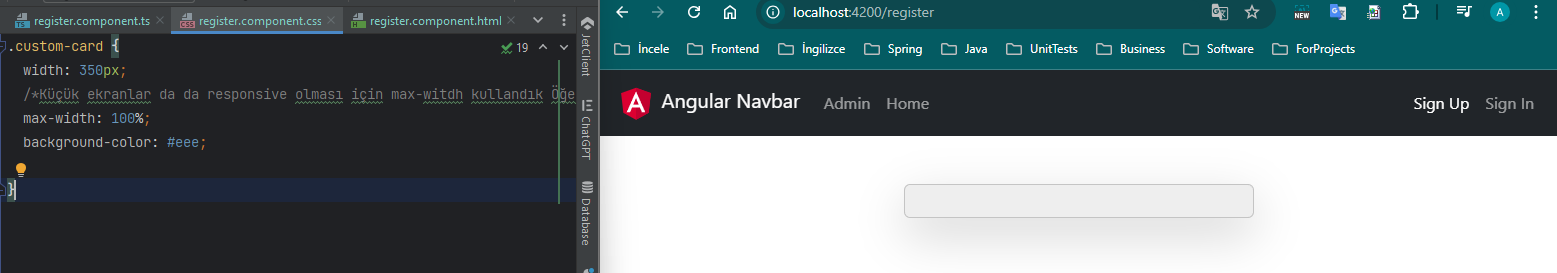 register.component.ts
register.component.css
register.component.html
.custom-card {
19
width: 350px;
/*Küçük ekranlar da da responsive olması için max-witdh kullandık Öğe
max-width: 100%;
background-color: #eee;
}
JetClient
ChatGPT
Database
localhost:4200/register
NEW
A
İncele
Frontend
İngilizce
Spring
Java
UnitTests
Business
Software
ForProjects
A
Angular Navbar
Admin
Home
Sign Up
Sign In